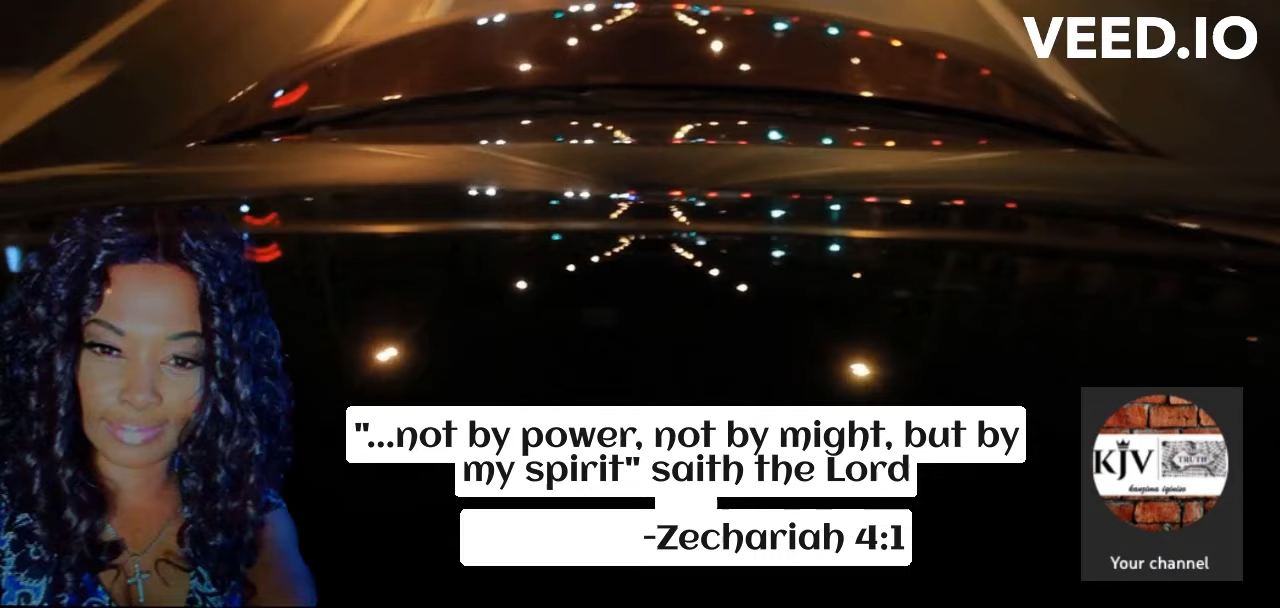 VEED.IO
"...not by power, not by might, but by
my spirit" saith the Lord
-Zechariah 4:1
KJV
TRUTH
Your channel